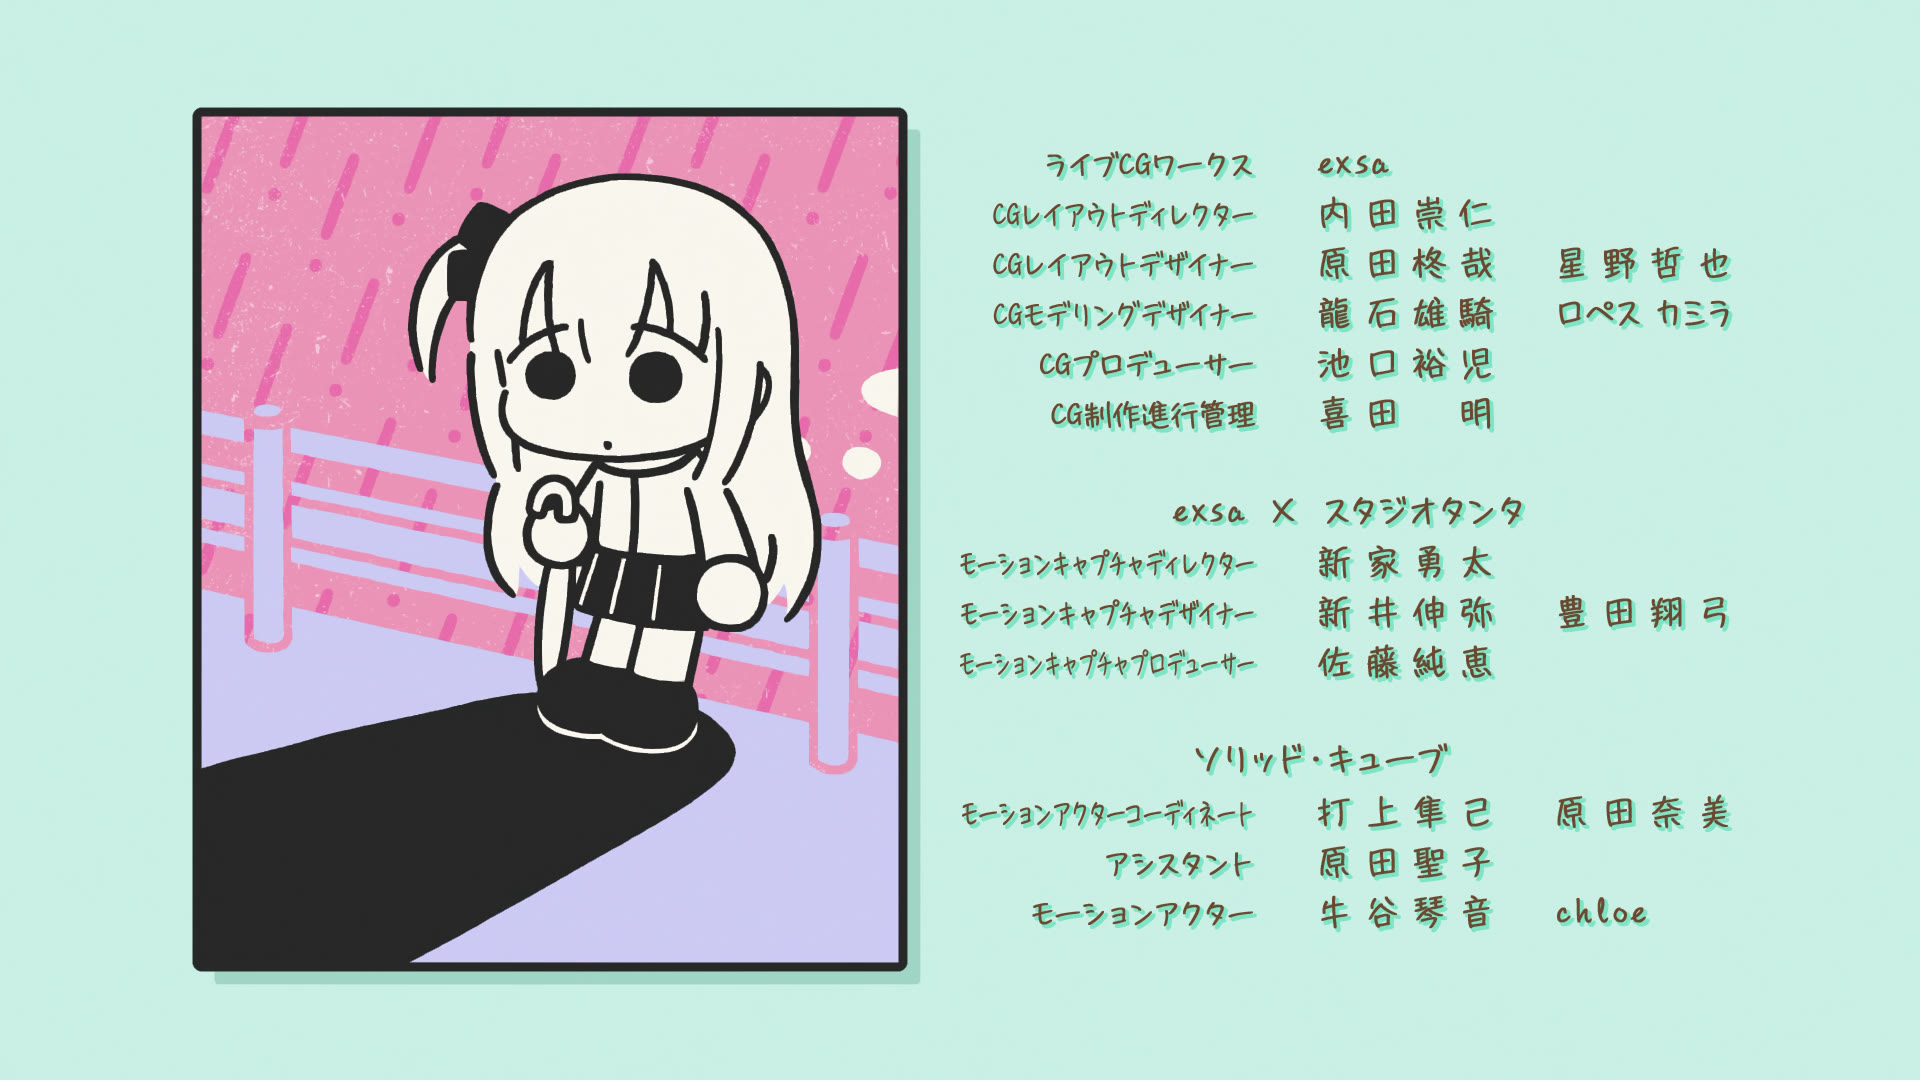 ライブCGワークス exsa
CGレイアウトディレクター 内田崇仁
CGレイアウトデザイナー 原田柊哉 星野哲也
CGモデリングデザイナー 龍石雄騎 ロペス カミラ
CGプロデューサー 池口裕児
CG制作進行管理 喜田 明
exsa × スタジオタンタ
モーションキャプチャディレクター 新家勇太
モーションキャプチャデザイナー 新井伸弥 豊田翔弓
モーションキャプチャプロデューサー 佐藤純恵
ソリッド・キューブ
モーションアクターコーディネート 打上隼己 原田奈美
アシスタント 原田聖子
モーションアクター 牛谷琴音 chloe